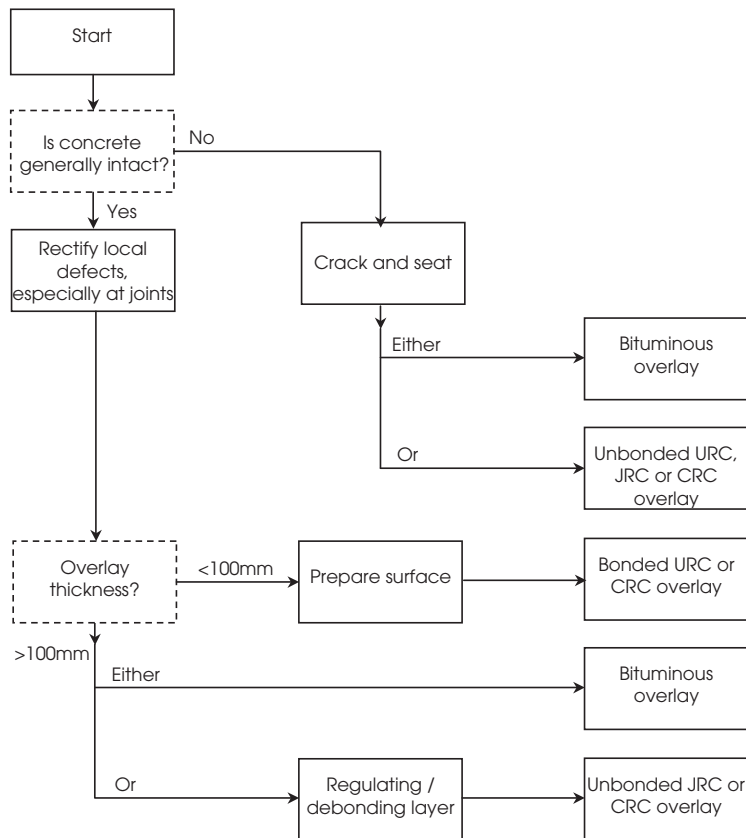 Start
Is concrete
generally intact?
No
Yes
Rectify local
defects,
especially at joints
Crack and seat
Either
Bituminous
overlay
Or
Unbonded URC,
JRC or CRC
overlay
Overlay
thickness?
<100mm
Prepare surface
Bonded URC or
CRC overlay
>100mm
Either
Bituminous
overlay
Or
Regulating /
debonding layer
Unbonded JRC or
CRC overlay